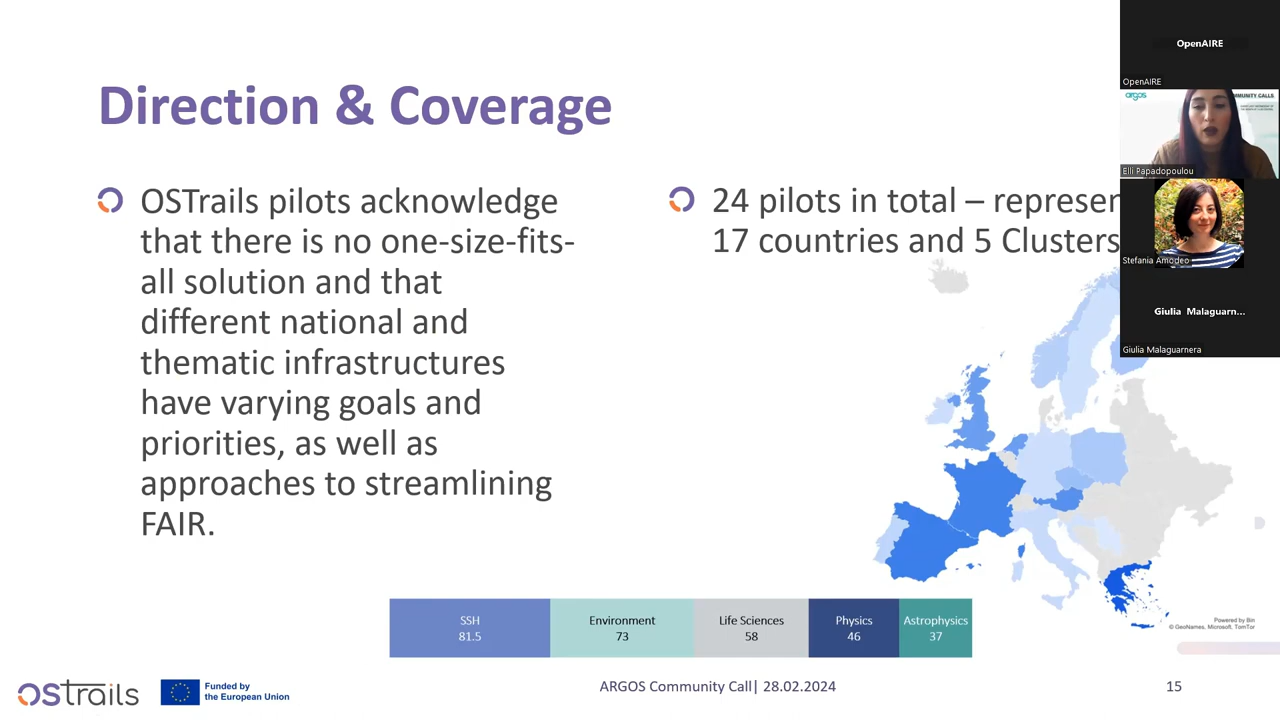 Direction & Coverage
OSTrails pilots acknowledge
that there is no one-size-fits-
all solution and that
different national and
thematic infrastructures
have varying goals and
priorities, as well as
approaches to streamlining
FAIR.
24 pilots in total – represen
17 countries and 5 Clusters
OpenAIRE
OpenAIRE
argos
MUNITY CALLS
Elli Papadopoulou
Stefania Amodeo
Giulia Malaguarn...
Giulia Malaguarnera
SSH
81.5
Environment
73
Life Sciences
58
Physics
46
Astrophysics
37
Powered by Bing
© GeoNames, Microsoft, TomTom
ostrails
Funded by
the European Union
ARGOS Community Call| 28.02.2024
15